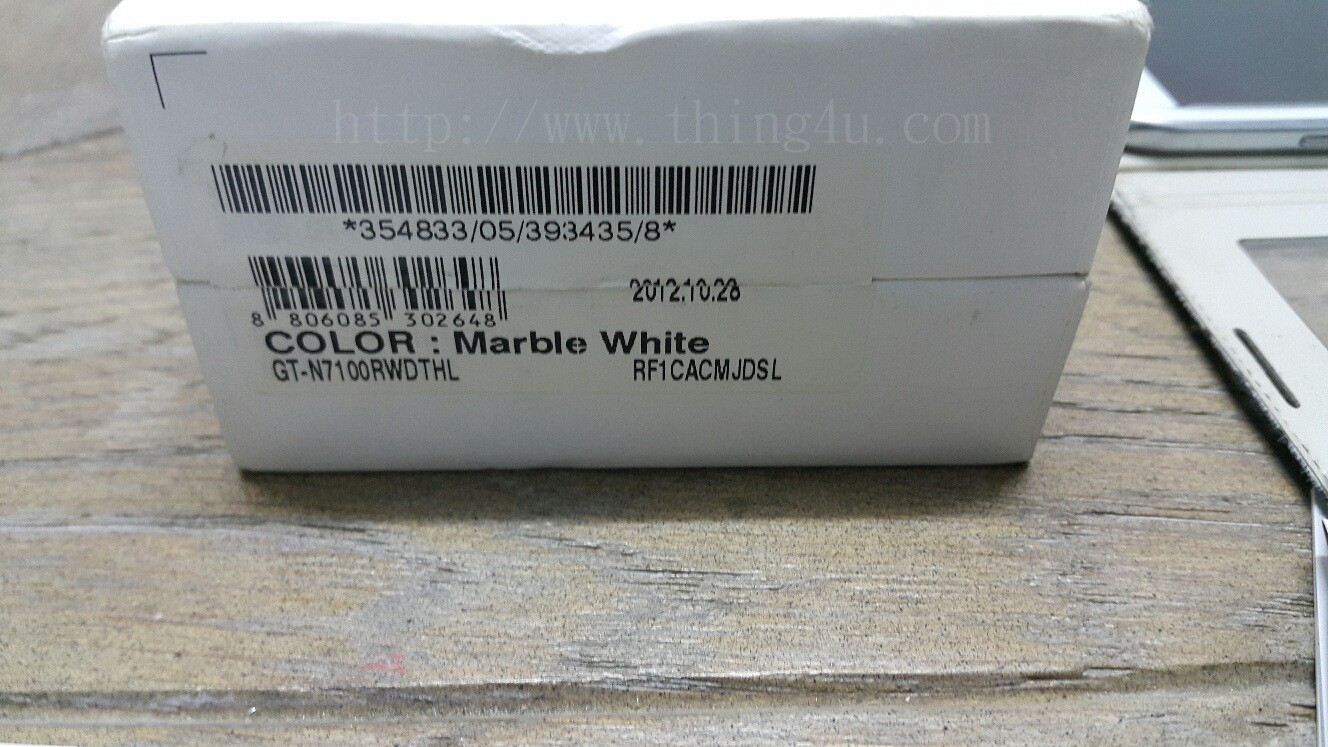 http://www.thing4u.com
*354833/05/393435/8*
8 806085 302648
2012.10.28
COLOR : Marble White
GT-N7100RWDTHL
RF1CACMJDSL